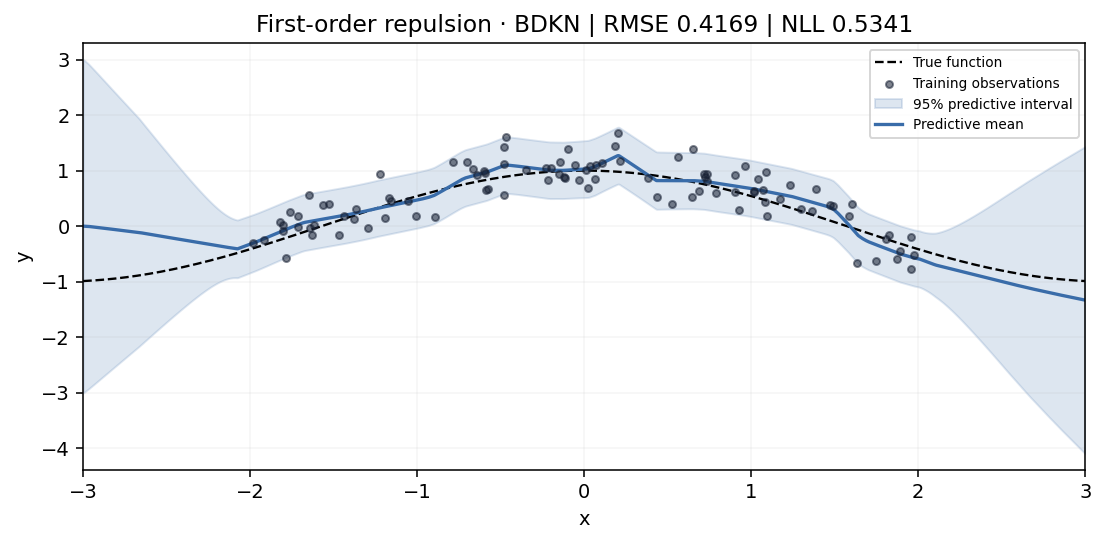 First-order repulsion · BDKN | RMSE 0.4169 | NLL 0.5341
True function
Training observations
95% predictive interval
Predictive mean
y
3
2
1
0
−1
−2
−3
−4
−3
−2
−1
0
1
2
3
x